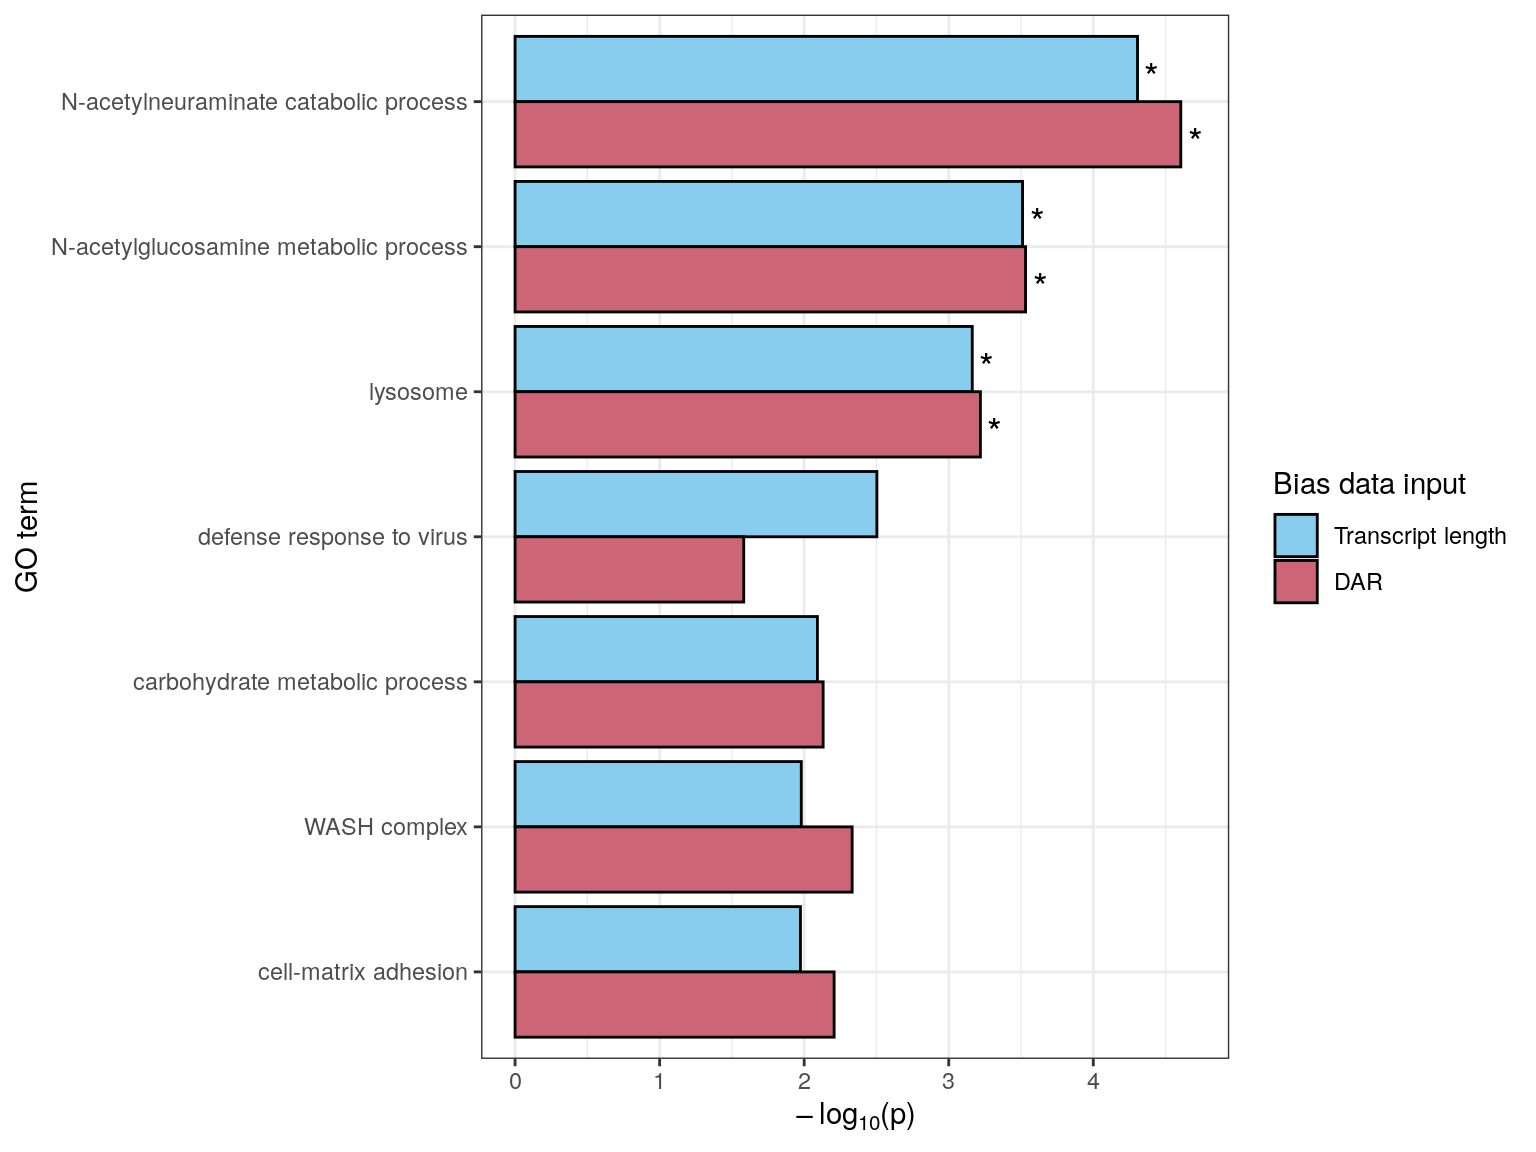 N-acetylneuraminate catabolic process
*
*
N-acetylglucosamine metabolic process
*
*
lysosome
*
*
defense response to virus
carbohydrate metabolic process
WASH complex
cell-matrix adhesion
GO term
0 1 2 3 4
−log₁₀(p)
Bias data input
Transcript length
DAR